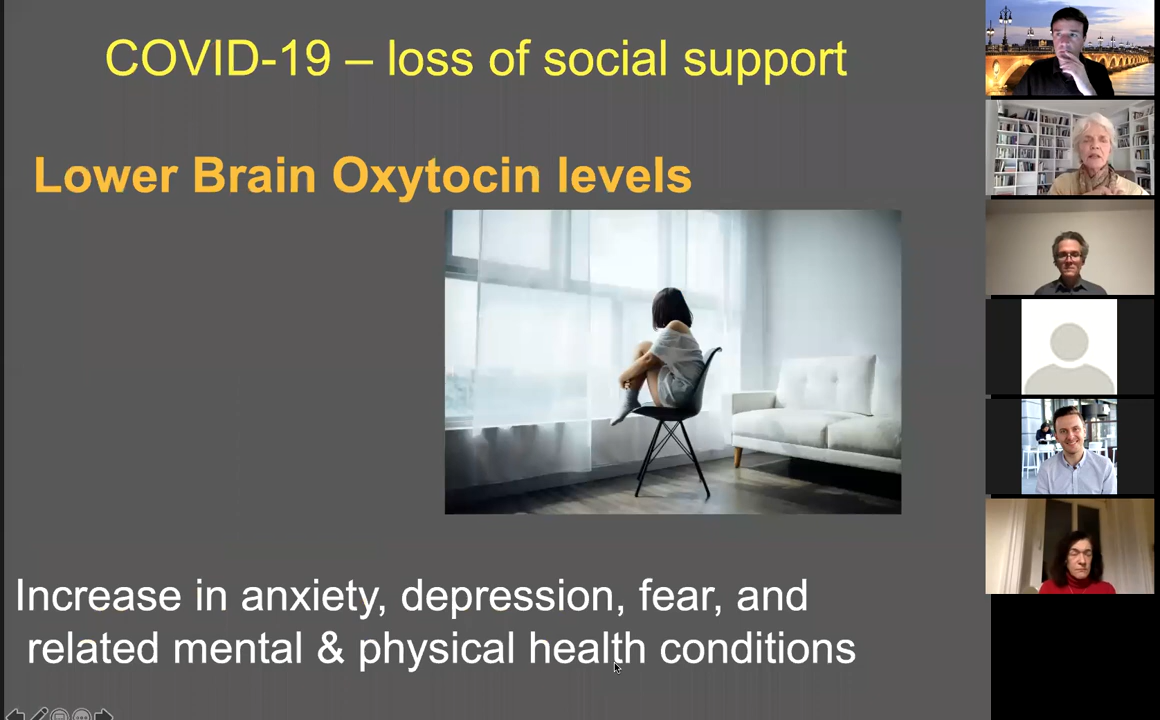 COVID-19 – loss of social support
Lower Brain Oxytocin levels
Increase in anxiety, depression, fear, and
related mental & physical health conditions